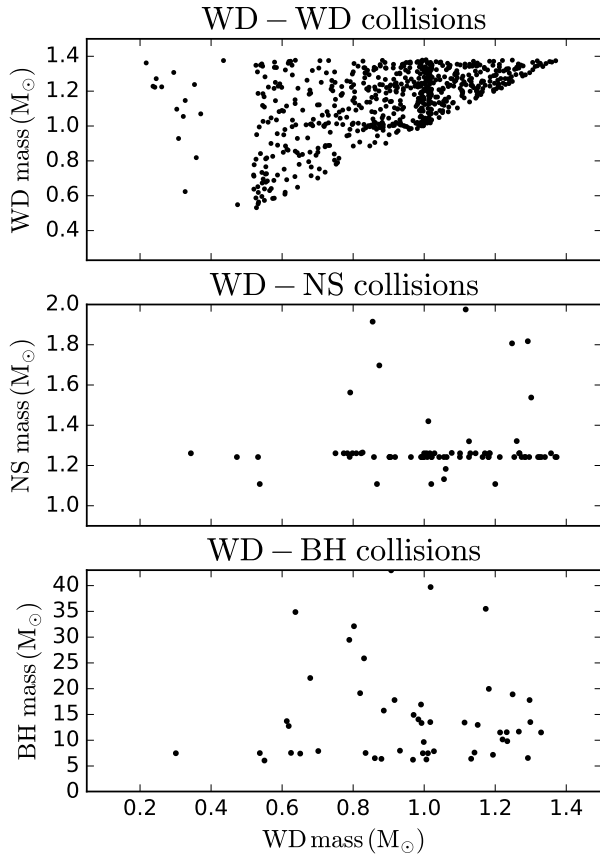 WD − WD collisions
1.4
1.2
1.0
0.8
0.6
0.4
WD mass (M☉)
WD − NS collisions
2.0
1.8
1.6
1.4
1.2
1.0
NS mass (M☉)
WD − BH collisions
40
35
30
25
20
15
10
5
0
BH mass (M☉)
0.2 0.4 0.6 0.8 1.0 1.2 1.4
WD mass (M☉)